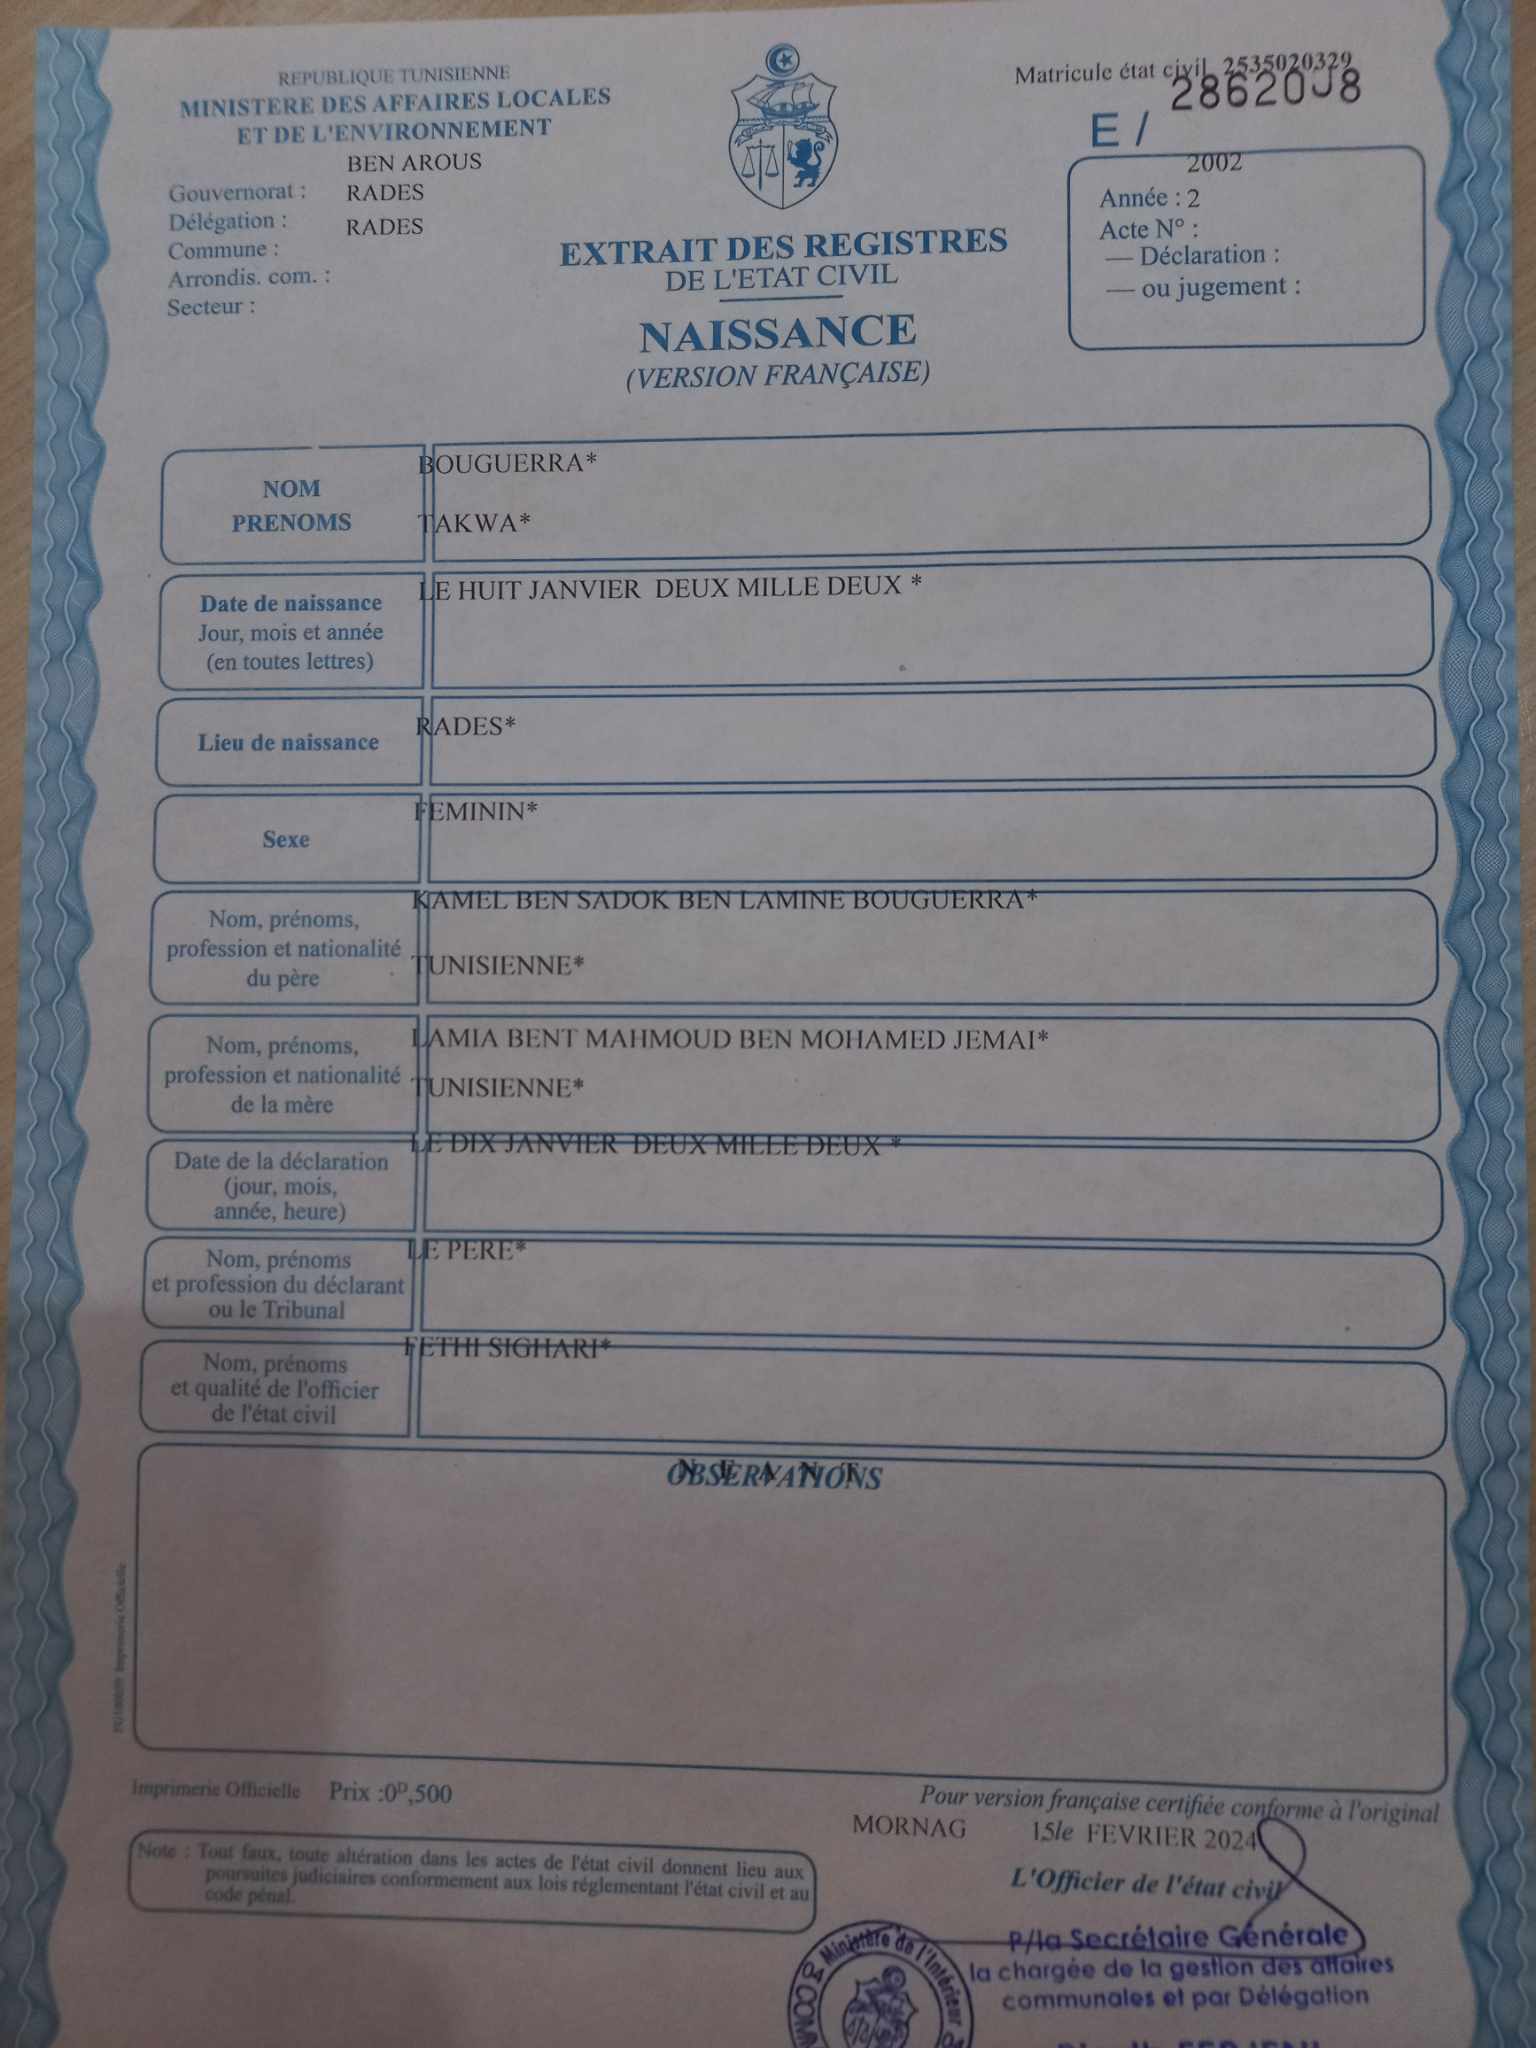 REPUBLIQUE TUNISIENNE
MINISTERE DES AFFAIRES LOCALES
ET DE L'ENVIRONNEMENT
BEN AROUS
Gouvernorat : RADES
Délégation :
RADES
Commune :
Arrondis. com. :
Secteur :
Matricule état civil 2535020329
E /
2002
Année : 2
Acte N° :
— Déclaration :
— ou jugement :
EXTRAIT DES REGISTRES
DE L'ETAT CIVIL
NAISSANCE
(VERSION FRANÇAISE)
NOM
PRENOMS
BOUGUERRA*
TAKWA*
Date de naissance
Jour, mois et année
(en toutes lettres)
LE HUIT JANVIER DEUX MILLE DEUX *
Lieu de naissance
RADES*
Sexe
FEMININ*
Nom, prénoms,
profession et nationalité
du père
KAMEL BEN SADOK BEN LAMINE BOUGUERRA*
TUNISIENNE*
Nom, prénoms,
profession et nationalité
de la mère
LAMIA BENT MAHMOUD BEN MOHAMED JEMAI*
TUNISIENNE*
Date de la déclaration
(jour, mois,
année, heure)
LE DIX JANVIER DEUX MILLE DEUX *
Nom, prénoms
et profession du déclarant
ou le Tribunal
LE PERE*
Nom, prénoms
et qualité de l'officier
de l'état civil
FETHI SIGHARI*
OBSERVATIONS
N E A N T
Imprimerie Officielle
Imprimerie Officielle Prix :0ᴰ,500
Pour version française certifiée conforme à l'original
MORNAG 15le FEVRIER 2024
L'Officier de l'état civil
Note : Tout faux, toute altération dans les actes de l'état civil donnent lieu aux
poursuites judiciaires conformement aux lois réglementant l'état civil et au
code pénal.
P/la Secrétaire Générale
la chargée de la gestion des affaires
communales et par Délégation
Ministère de l'Intérieur